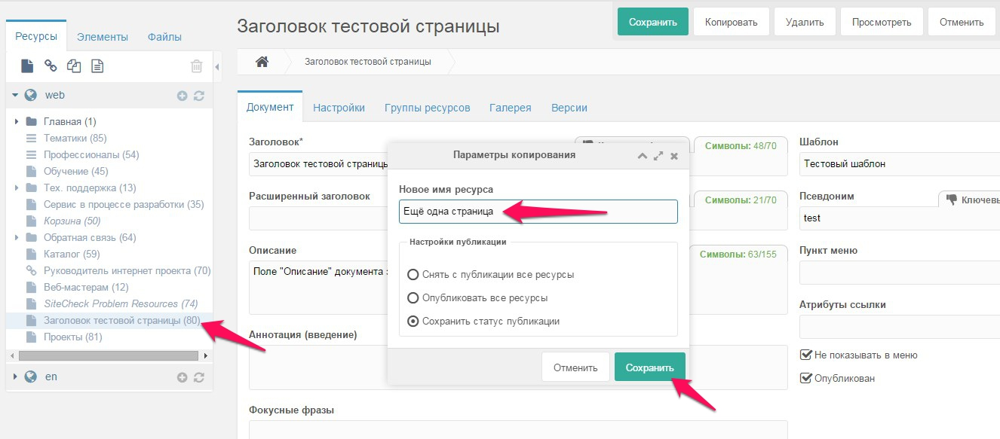 Ресурсы
Элементы
Файлы
web
Главная (1)
Тематики (85)
Профессионалы (54)
Обучение (45)
Тех. поддержка (13)
Сервис в процессе разработки (35)
Корзина (50)
Обратная связь (64)
Каталог (59)
Руководитель интернет проекта (70)
Веб-мастерам (12)
SiteCheck Problem Resources (74)
Заголовок тестовой страницы (80)
Проекты (81)
en
Заголовок тестовой страницы
Сохранить
Копировать
Удалить
Просмотреть
Отменить
Заголовок тестовой страницы
Документ
Настройки
Группы ресурсов
Галерея
Версии
Заголовок*
Символы: 48/70
Заголовок тестовой страницы
Расширенный заголовок
Символы: 21/70
Описание
Символы: 63/155
Поле "Описание" документа
Аннотация (введение)
Фокусные фразы
Параметры копирования
Новое имя ресурса
Ещё одна страница
Настройки публикации
Снять с публикации все ресурсы
Опубликовать все ресурсы
Сохранить статус публикации
Отменить
Сохранить
Шаблон
Тестовый шаблон
Псевдоним
Ключевы
test
Пункт меню
Атрибуты ссылки
Не показывать в меню
Опубликован